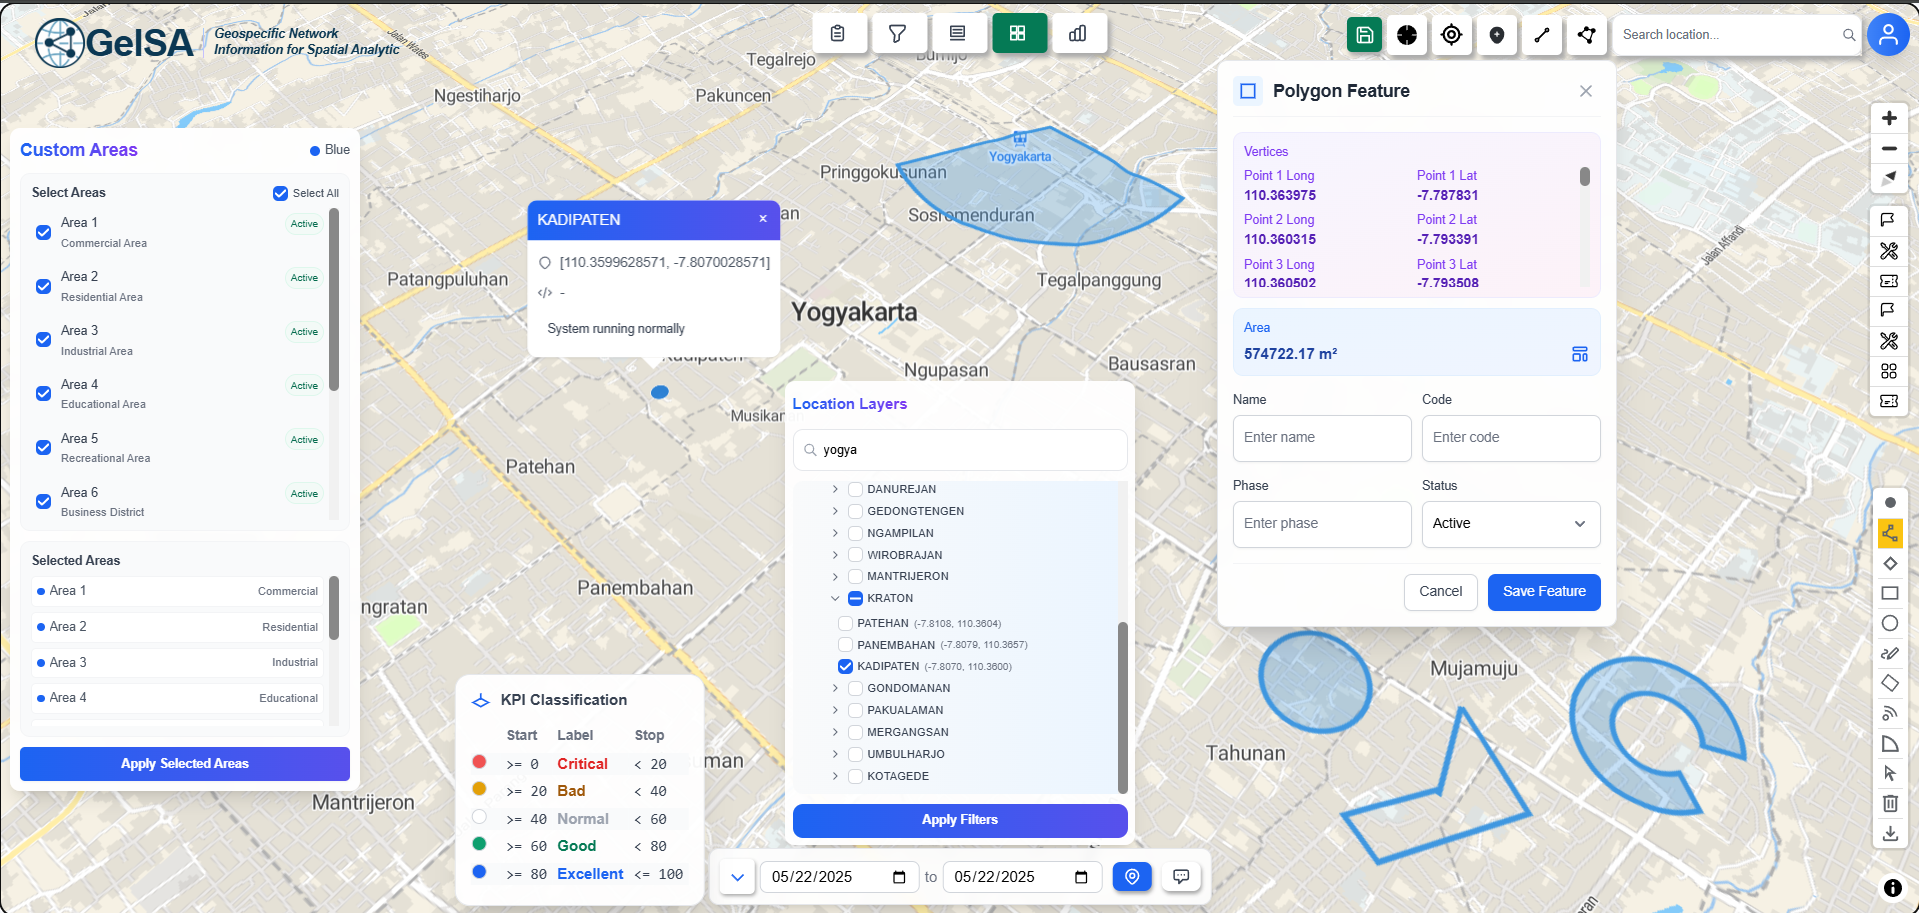 GeISA
Geospecific Network
Information for Spatial Analytic
Jalan Wates
Search location...
Custom Areas
Blue
Select Areas
Select All
Area 1
Commercial Area
Active
Area 2
Residential Area
Active
Area 3
Industrial Area
Active
Area 4
Educational Area
Active
Area 5
Recreational Area
Active
Area 6
Business District
Active
Selected Areas
Area 1 Commercial
Area 2 Residential
Area 3 Industrial
Area 4 Educational
Apply Selected Areas
Tegalrejo
Bumijo
Ngestiharjo
Pakuncen
Yogyakarta
Pringgokusunan
Sosromenduran
Patangpuluhan
Tegalpanggung
Yogyakarta
Kadipaten
Ngupasan
Bausasran
Patehan
Panembahan
Mantrijeron
Mujamuju
Tahunan
Jalan Affandi
KADIPATEN ×
[110.3599628571, -7.8070028571]
</> -
System running normally
Location Layers
yogya
DANUREJAN
GEDONGTENGEN
NGAMPILAN
WIROBRAJAN
MANTRIJERON
KRATON
PATEHAN (-7.8108, 110.3604)
PANEMBAHAN (-7.8079, 110.3657)
KADIPATEN (-7.8070, 110.3600)
GONDOMANAN
PAKUALAMAN
MERGANGSAN
UMBULHARJO
KOTAGEDE
Apply Filters
KPI Classification
Start Label Stop
>= 0 Critical < 20
>= 20 Bad < 40
>= 40 Normal < 60
>= 60 Good < 80
>= 80 Excellent <= 100
05/22/2025 to 05/22/2025
Polygon Feature
Vertices
Point 1 Long Point 1 Lat
110.363975 -7.787831
Point 2 Long Point 2 Lat
110.360315 -7.793391
Point 3 Long Point 3 Lat
110.360502 -7.793508
Area
574722.17 m²
Name Code
Enter name Enter code
Phase Status
Enter phase Active
Cancel Save Feature